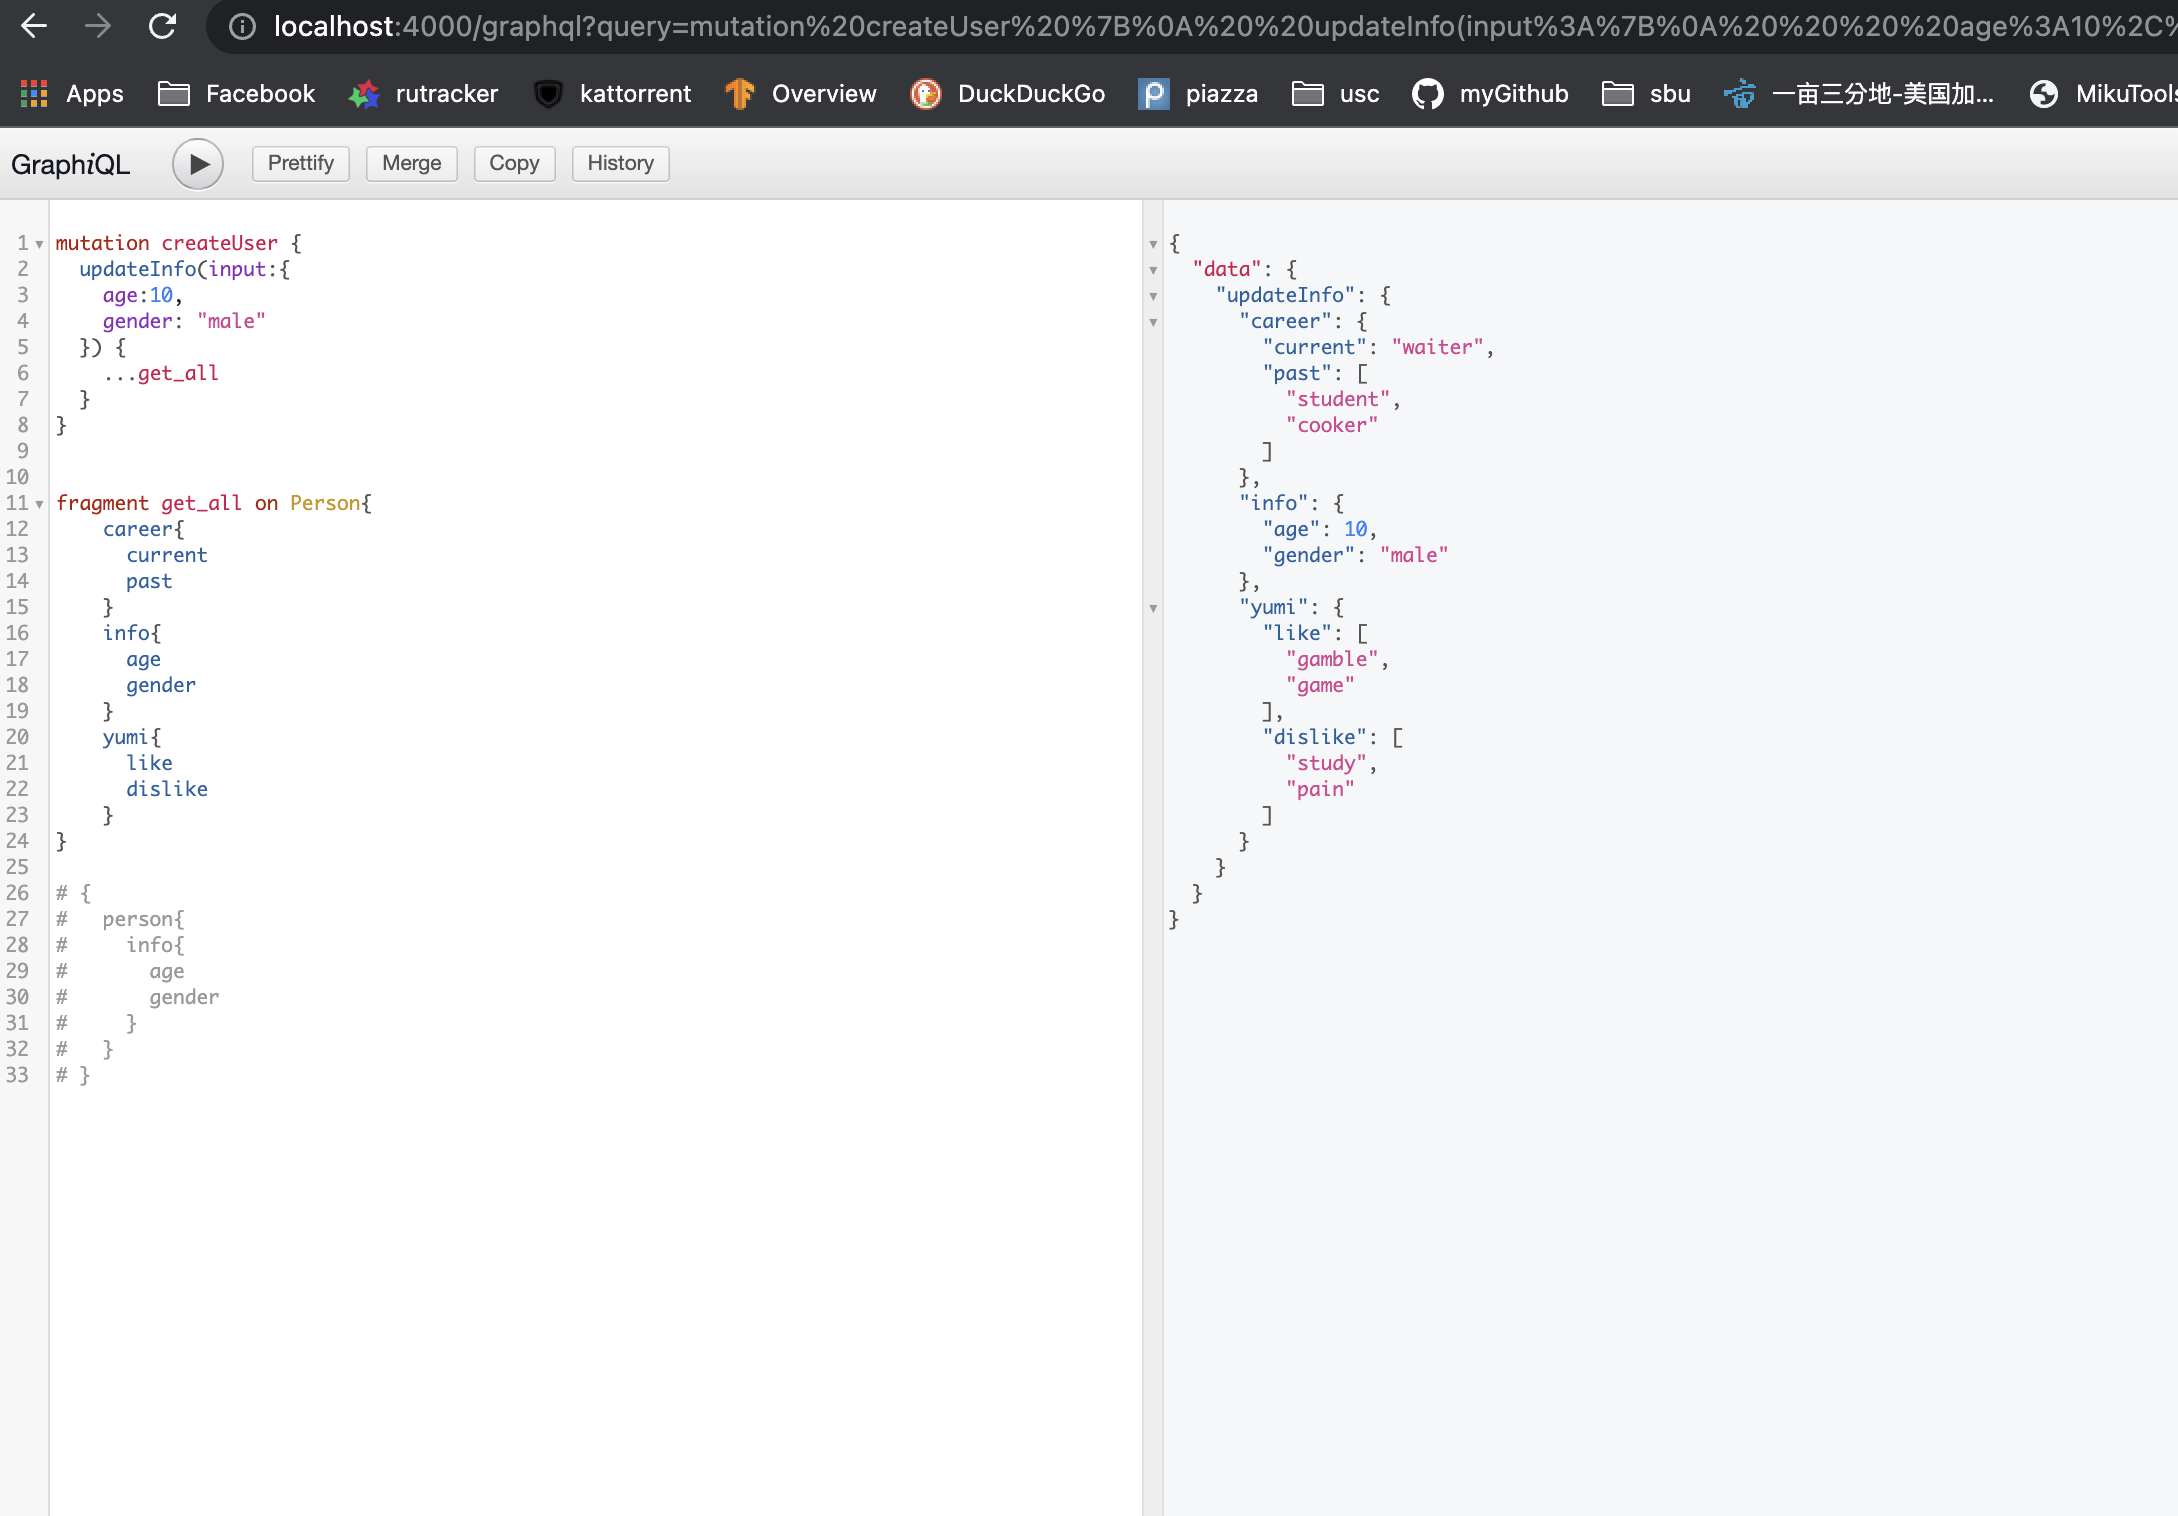 localhost:4000/graphql?query=mutation%20createUser%20%7B%0A%20%20updateInfo(input%3A%7B%0A%20%20%20%20age%3A10%2C%
Apps Facebook rutracker kattorrent Overview DuckDuckGo piazza usc myGithub sbu 一亩三分地-美国加... MikuTools
GraphiQL Prettify Merge Copy History
1 mutation createUser {
2 updateInfo(input:{
3 age:10,
4 gender: "male"
5 }) {
6 ...get_all
7 }
8 }
9
10
11 fragment get_all on Person{
12 career{
13 current
14 past
15 }
16 info{
17 age
18 gender
19 }
20 yumi{
21 like
22 dislike
23 }
24 }
25
26 # {
27 # person{
28 # info{
29 # age
30 # gender
31 # }
32 # }
33 # }
{
"data": {
"updateInfo": {
"career": {
"current": "waiter",
"past": [
"student",
"cooker"
]
},
"info": {
"age": 10,
"gender": "male"
},
"yumi": {
"like": [
"gamble",
"game"
],
"dislike": [
"study",
"pain"
]
}
}
}
}